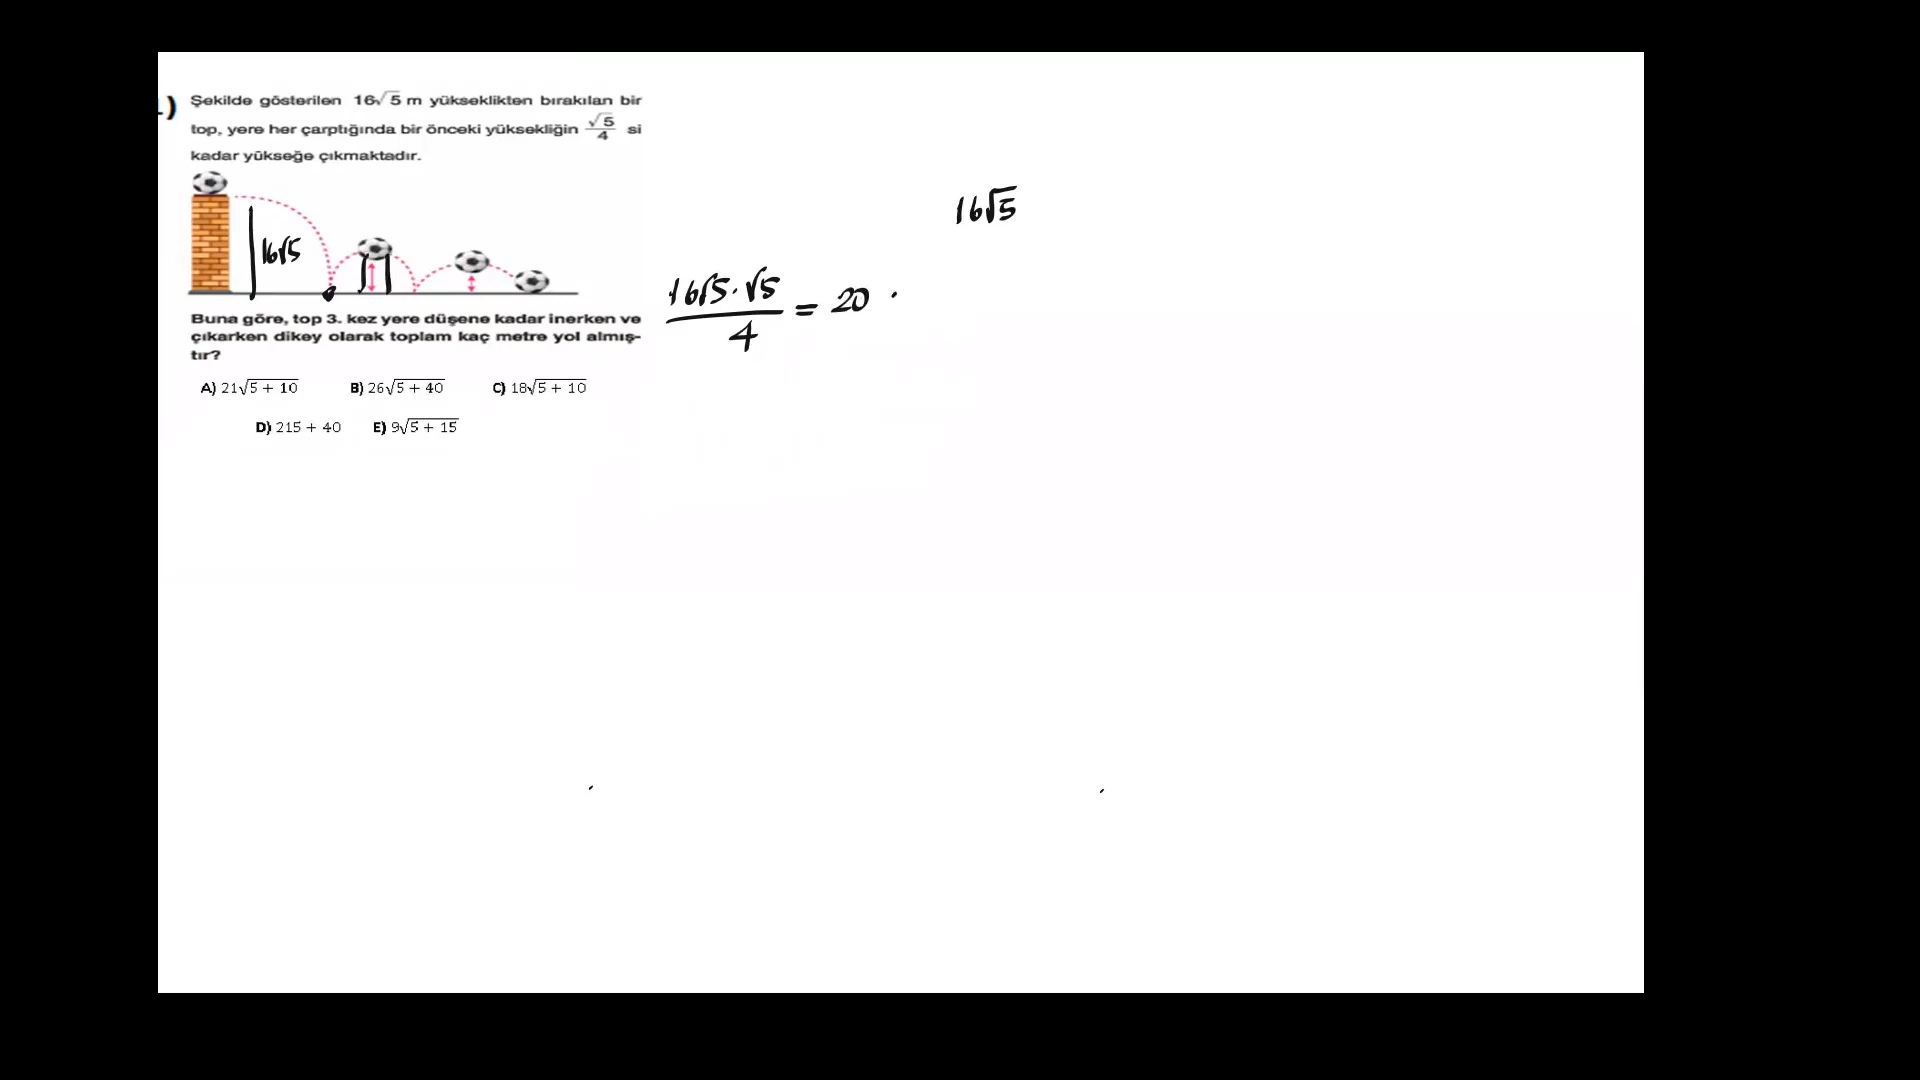 .) Şekilde gösterilen 16√5 m yükseklikten bırakılan bir
top, yere her çarptığında bir önceki yüksekliğin √5/4 si
kadar yükseğe çıkmaktadır.
16√5
16√5
16√5·√5/4 = 20 ·
Buna göre, top 3. kez yere düşene kadar inerken ve
çıkarken dikey olarak toplam kaç metre yol almış-
tır?
A) 21√(5 + 10) B) 26√(5 + 40) C) 18√(5 + 10)
D) 215 + 40 E) 9√(5 + 15)